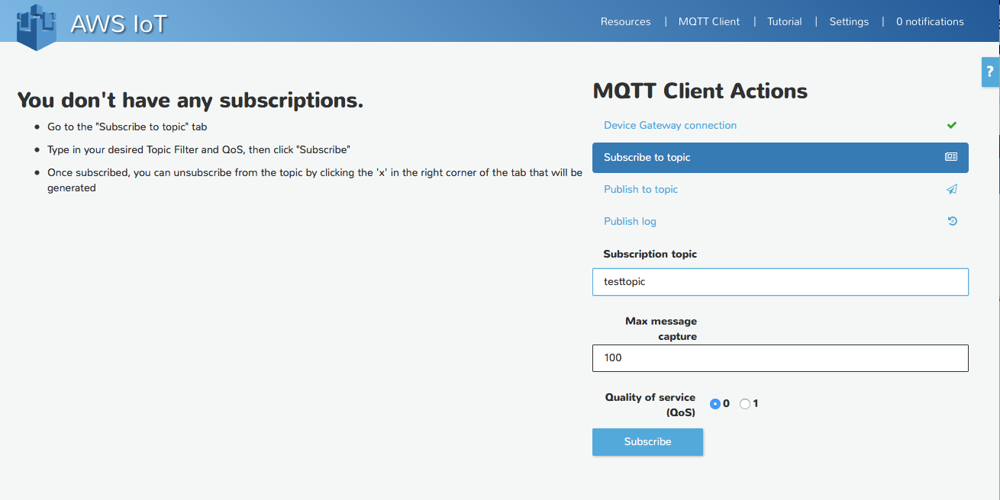 AWS IoT
Resources | MQTT Client | Tutorial | Settings | 0 notifications
?
You don't have any subscriptions.
Go to the "Subscribe to topic" tab
Type in your desired Topic Filter and QoS, then click "Subscribe"
Once subscribed, you can unsubscribe from the topic by clicking the 'x' in the right corner of the tab that will be
generated
MQTT Client Actions
Device Gateway connection
Subscribe to topic
Publish to topic
Publish log
Subscription topic
testtopic
Max message
capture
100
Quality of service
(QoS)
0 1
Subscribe